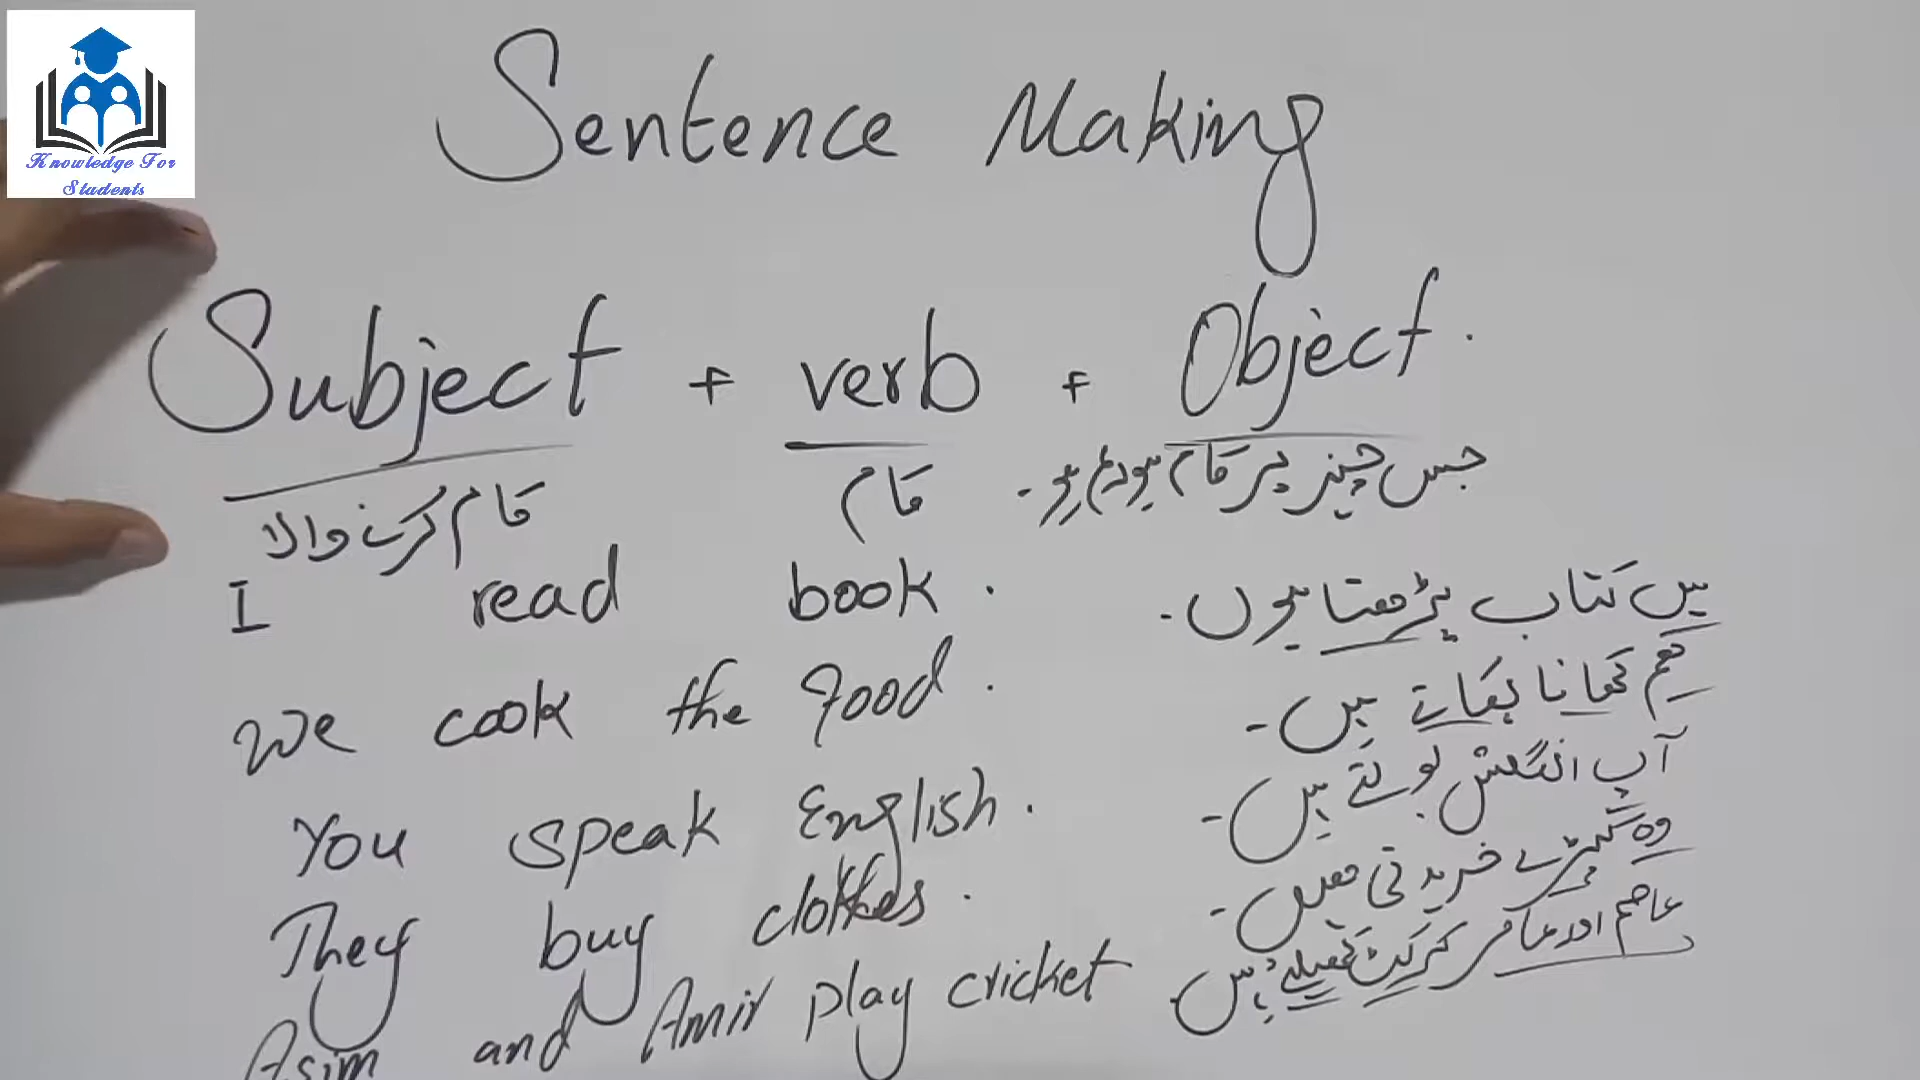 Knowledge For
Students
Sentence Making
Subject + verb + Object.
کام کرنے والا
کام
جس چیز پر کام ہو رہا ہو۔
I read book.
میں کتاب پڑھتا ہوں۔
We cook the food.
ہم کھانا پکاتے ہیں۔
You speak English.
آپ انگلش بولتے ہیں۔
They buy clothes.
وہ کپڑے خریدتی ہیں۔
Asim and Amir play cricket
عاصم اور عامر کرکٹ کھیلتے ہیں